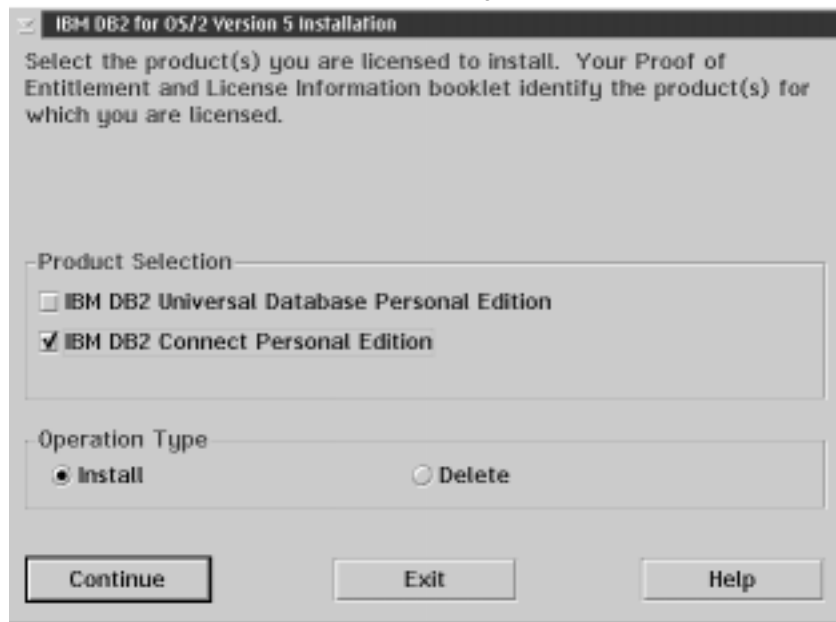 IBM DB2 for OS/2 Version 5 Installation
Select the product(s) you are licensed to install. Your Proof of
Entitlement and License Information booklet identify the product(s) for
which you are licensed.
Product Selection
IBM DB2 Universal Database Personal Edition
IBM DB2 Connect Personal Edition
Operation Type
Install Delete
Continue Exit Help